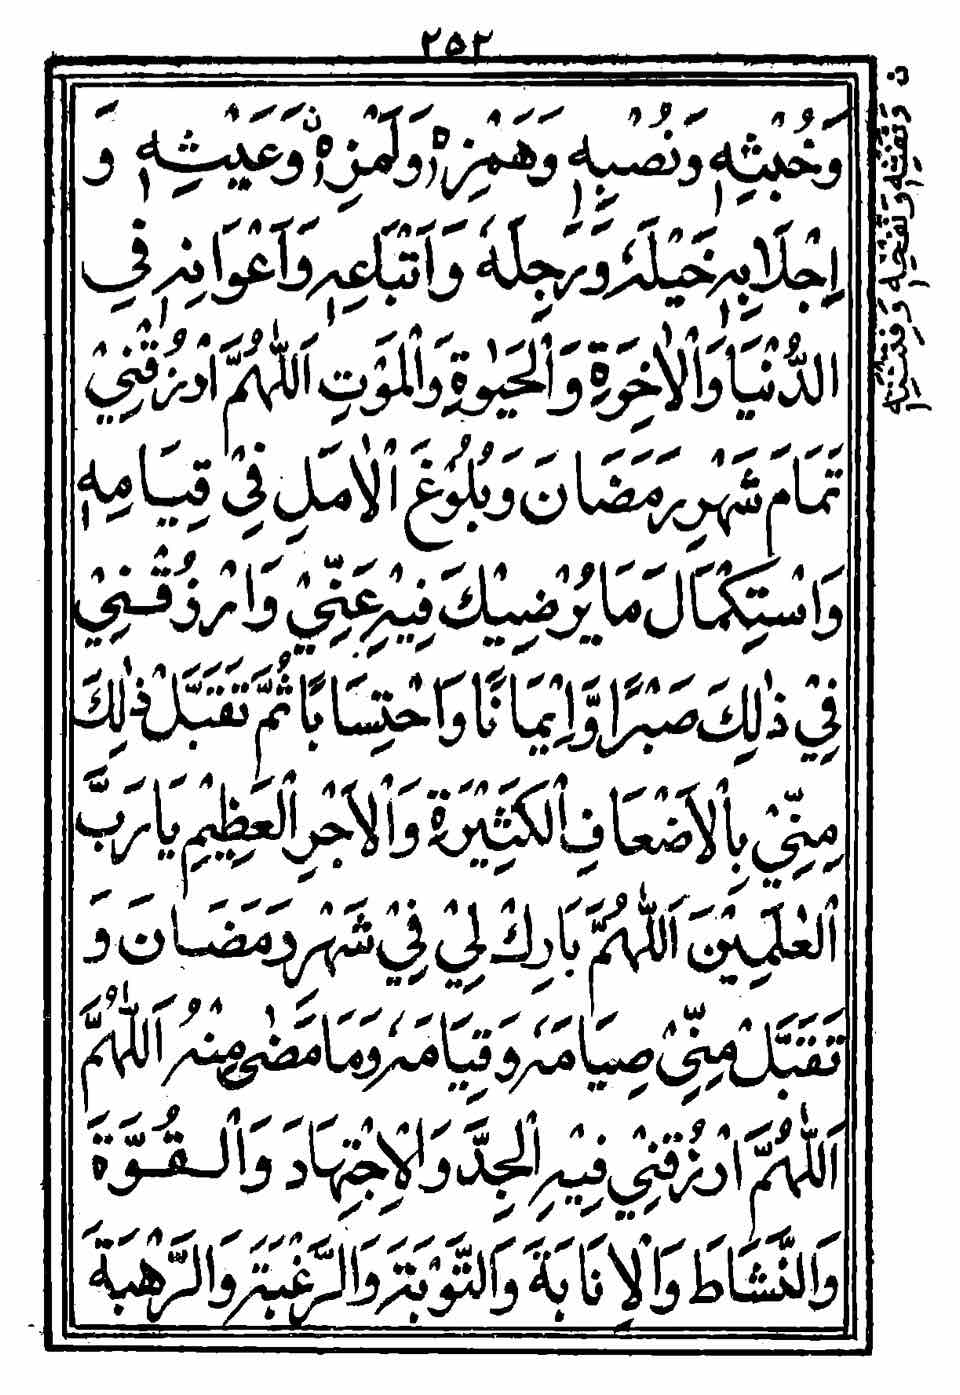 ٢٥٢
وَخُبْثِهٖ وَنُصُبِهٖ وَهَمْزِهٖ وَلَمْزِهٖ وَعَيْثِهٖ وَ
اِجْلَابِهٖ خَيْلَهٗ وَرَجِلَهٗ وَاَتْبَاعِهٖ وَاَعْوَانِهٖ فِي
الدُّنْيَا وَالْاٰخِرَةِ وَالْحَيٰوةِ وَالْمَوْتِ اَللّٰهُمَّ ارْزُقْنِيْ
تَمَامَ شَهْرِ رَمَضَانَ وَبُلُوْغَ الْاَمَلِ فِيْ قِيَامِهٖ
وَاسْتِكْمَالَ مَا يُرْضِيْكَ فِيْهِ عَنِّيْ وَارْزُقْنِيْ
فِيْ ذٰلِكَ صَبْرًا وَّاِيْمَانًا وَاحْتِسَابًا ثُمَّ تَقَبَّلْ ذٰلِكَ
مِنِّيْ بِالْاَضْعَافِ الْكَثِيْرَةِ وَالْاَجْرِ الْعَظِيْمِ يَا رَبَّ
الْعٰلَمِيْنَ اَللّٰهُمَّ بَارِكْ لِيْ فِيْ شَهْرِ رَمَضَانَ وَ
تَقَبَّلْ مِنِّيْ صِيَامَهٗ وَقِيَامَهٗ وَمَا مَضٰى مِنْهُ اَللّٰهُمَّ
اَللّٰهُمَّ ارْزُقْنِيْ فِيْهِ الْجِدَّ وَالْاِجْتِهَادَ وَالْقُوَّةَ
وَالنَّشَاطَ وَالْاِنَابَةَ وَالتَّوْبَةَ وَالرَّغْبَةَ وَالرَّهْبَةَ
ن وَنَفْثِهٖ وَنَفْخِهٖ وَفِتْنَتِهٖ